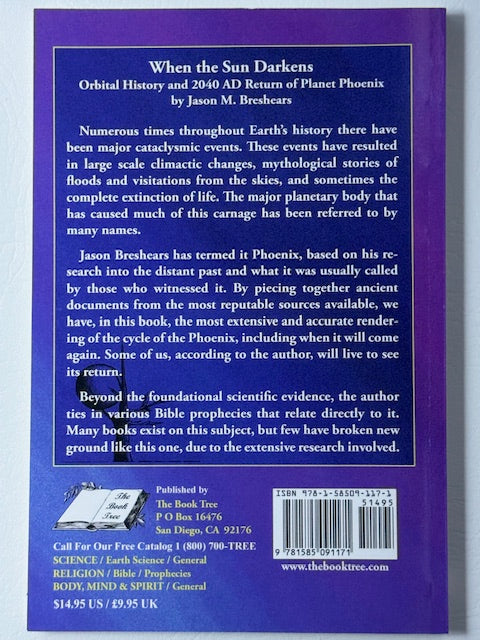 When the Sun Darkens
Orbital History and 2040 AD Return of Planet Phoenix
by Jason M. Breshears
Numerous times throughout Earth's history there have
been major cataclysmic events. These events have resulted
in large scale climactic changes, mythological stories of
floods and visitations from the skies, and sometimes the
complete extinction of life. The major planetary body that
has caused much of this carnage has been referred to by
many names.
Jason Breshears has termed it Phoenix, based on his re-
search into the distant past and what it was usually called
by those who witnessed it. By piecing together ancient
documents from the most reputable sources available, we
have, in this book, the most extensive and accurate render-
ing of the cycle of the Phoenix, including when it will come
again. Some of us, according to the author, will live to see
its return.
Beyond the foundational scientific evidence, the author
ties in various Bible prophecies that relate directly to it.
Many books exist on this subject, but few have broken new
ground like this one, due to the extensive research involved.
The
Book
Tree
Published by
The Book Tree
P O Box 16476
San Diego, CA 92176
Call For Our Free Catalog 1 (800) 700-TREE
SCIENCE / Earth Science / General
RELIGION / Bible / Prophecies
BODY, MIND & SPIRIT / General
$14.95 US / £9.95 UK
ISBN 978-1-58509-117-1
51495
9 781585 091171
www.thebooktree.com